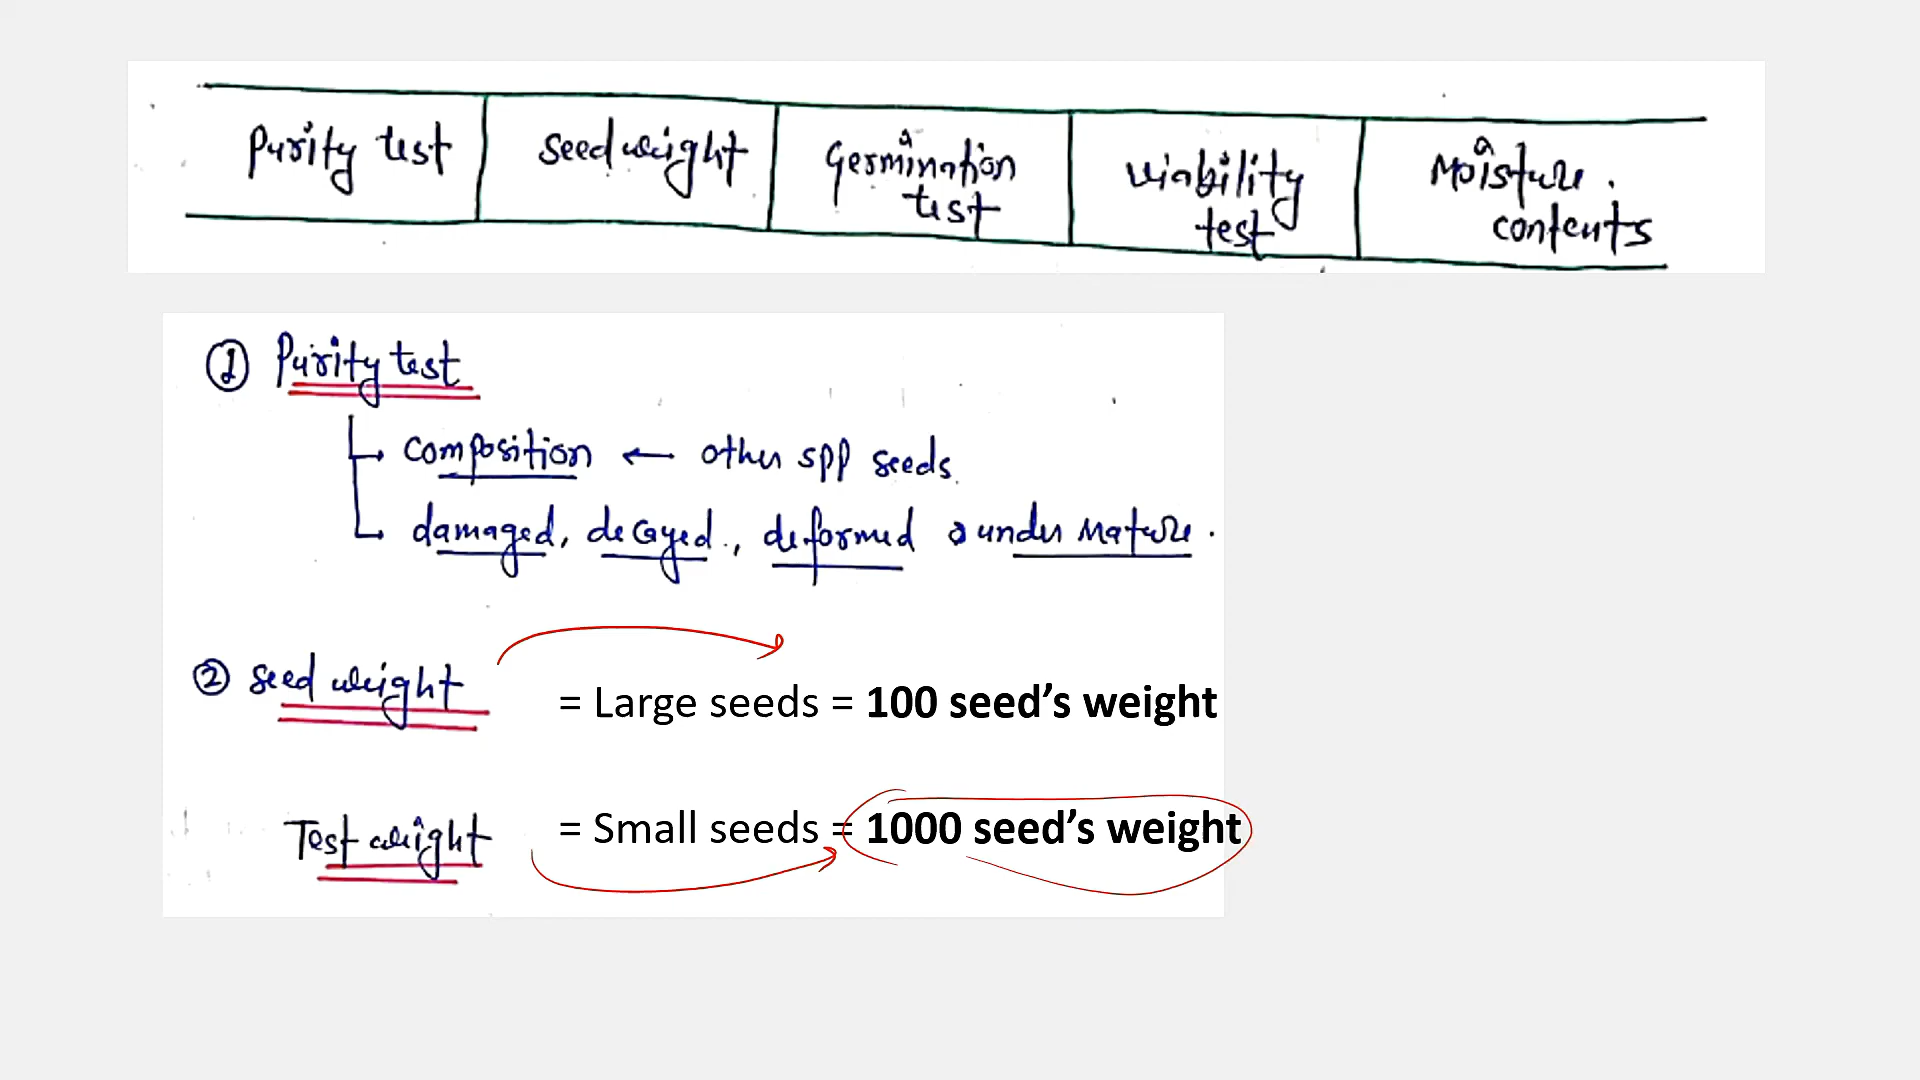 Purity test
seed weight
Germination
test
viability
test
Moisture
contents
① Purity test
composition ← other spp seeds
damaged, decayed, deformed & under mature.
② seed weight = Large seeds = 100 seed’s weight
Test weight = Small seeds = 1000 seed’s weight